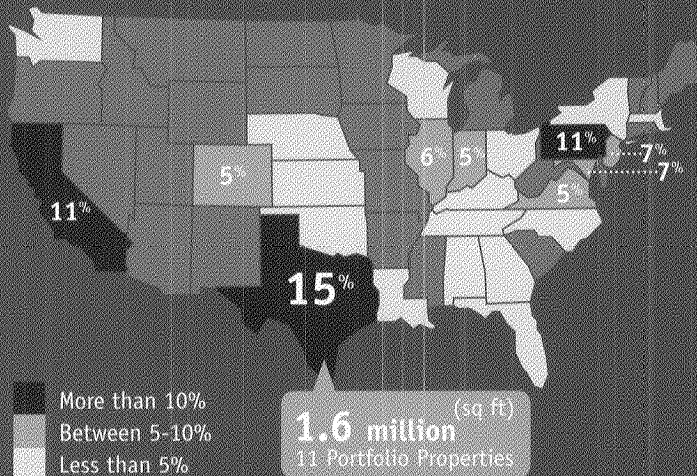 11%
6%
5%
7%
7%
5%
5%
11%
15%
More than 10%
Between 5-10%
Less than 5%
(sq ft)
1.6 million
11 Portfolio Properties